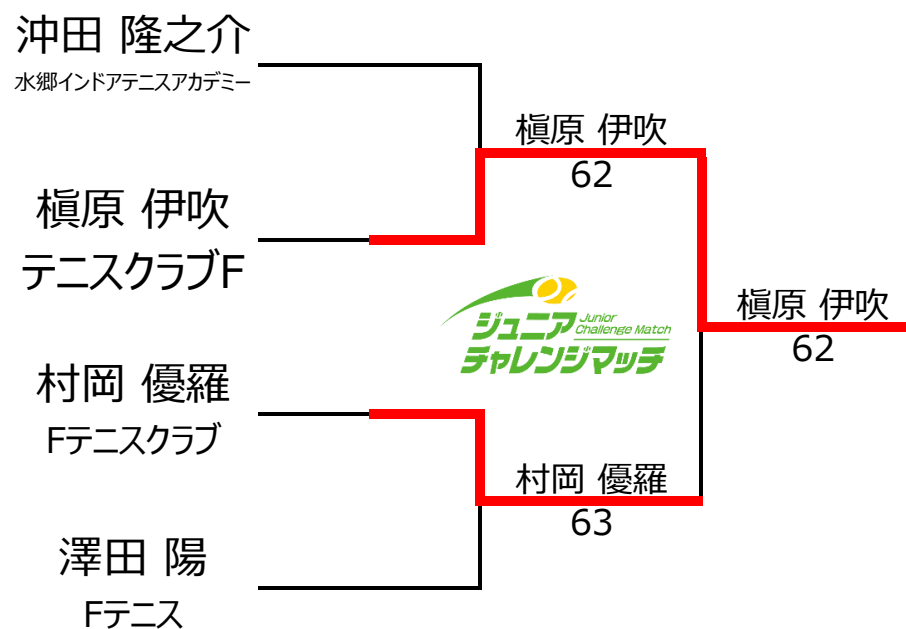 沖田 隆之介
水郷インドアテニスアカデミー
槇原 伊吹
62
槇原 伊吹
テニスクラブF
ジュニア Junior Challenge Match
チャレンジマッチ
槇原 伊吹
62
村岡 優羅
Fテニスクラブ
村岡 優羅
63
澤田 陽
Fテニス